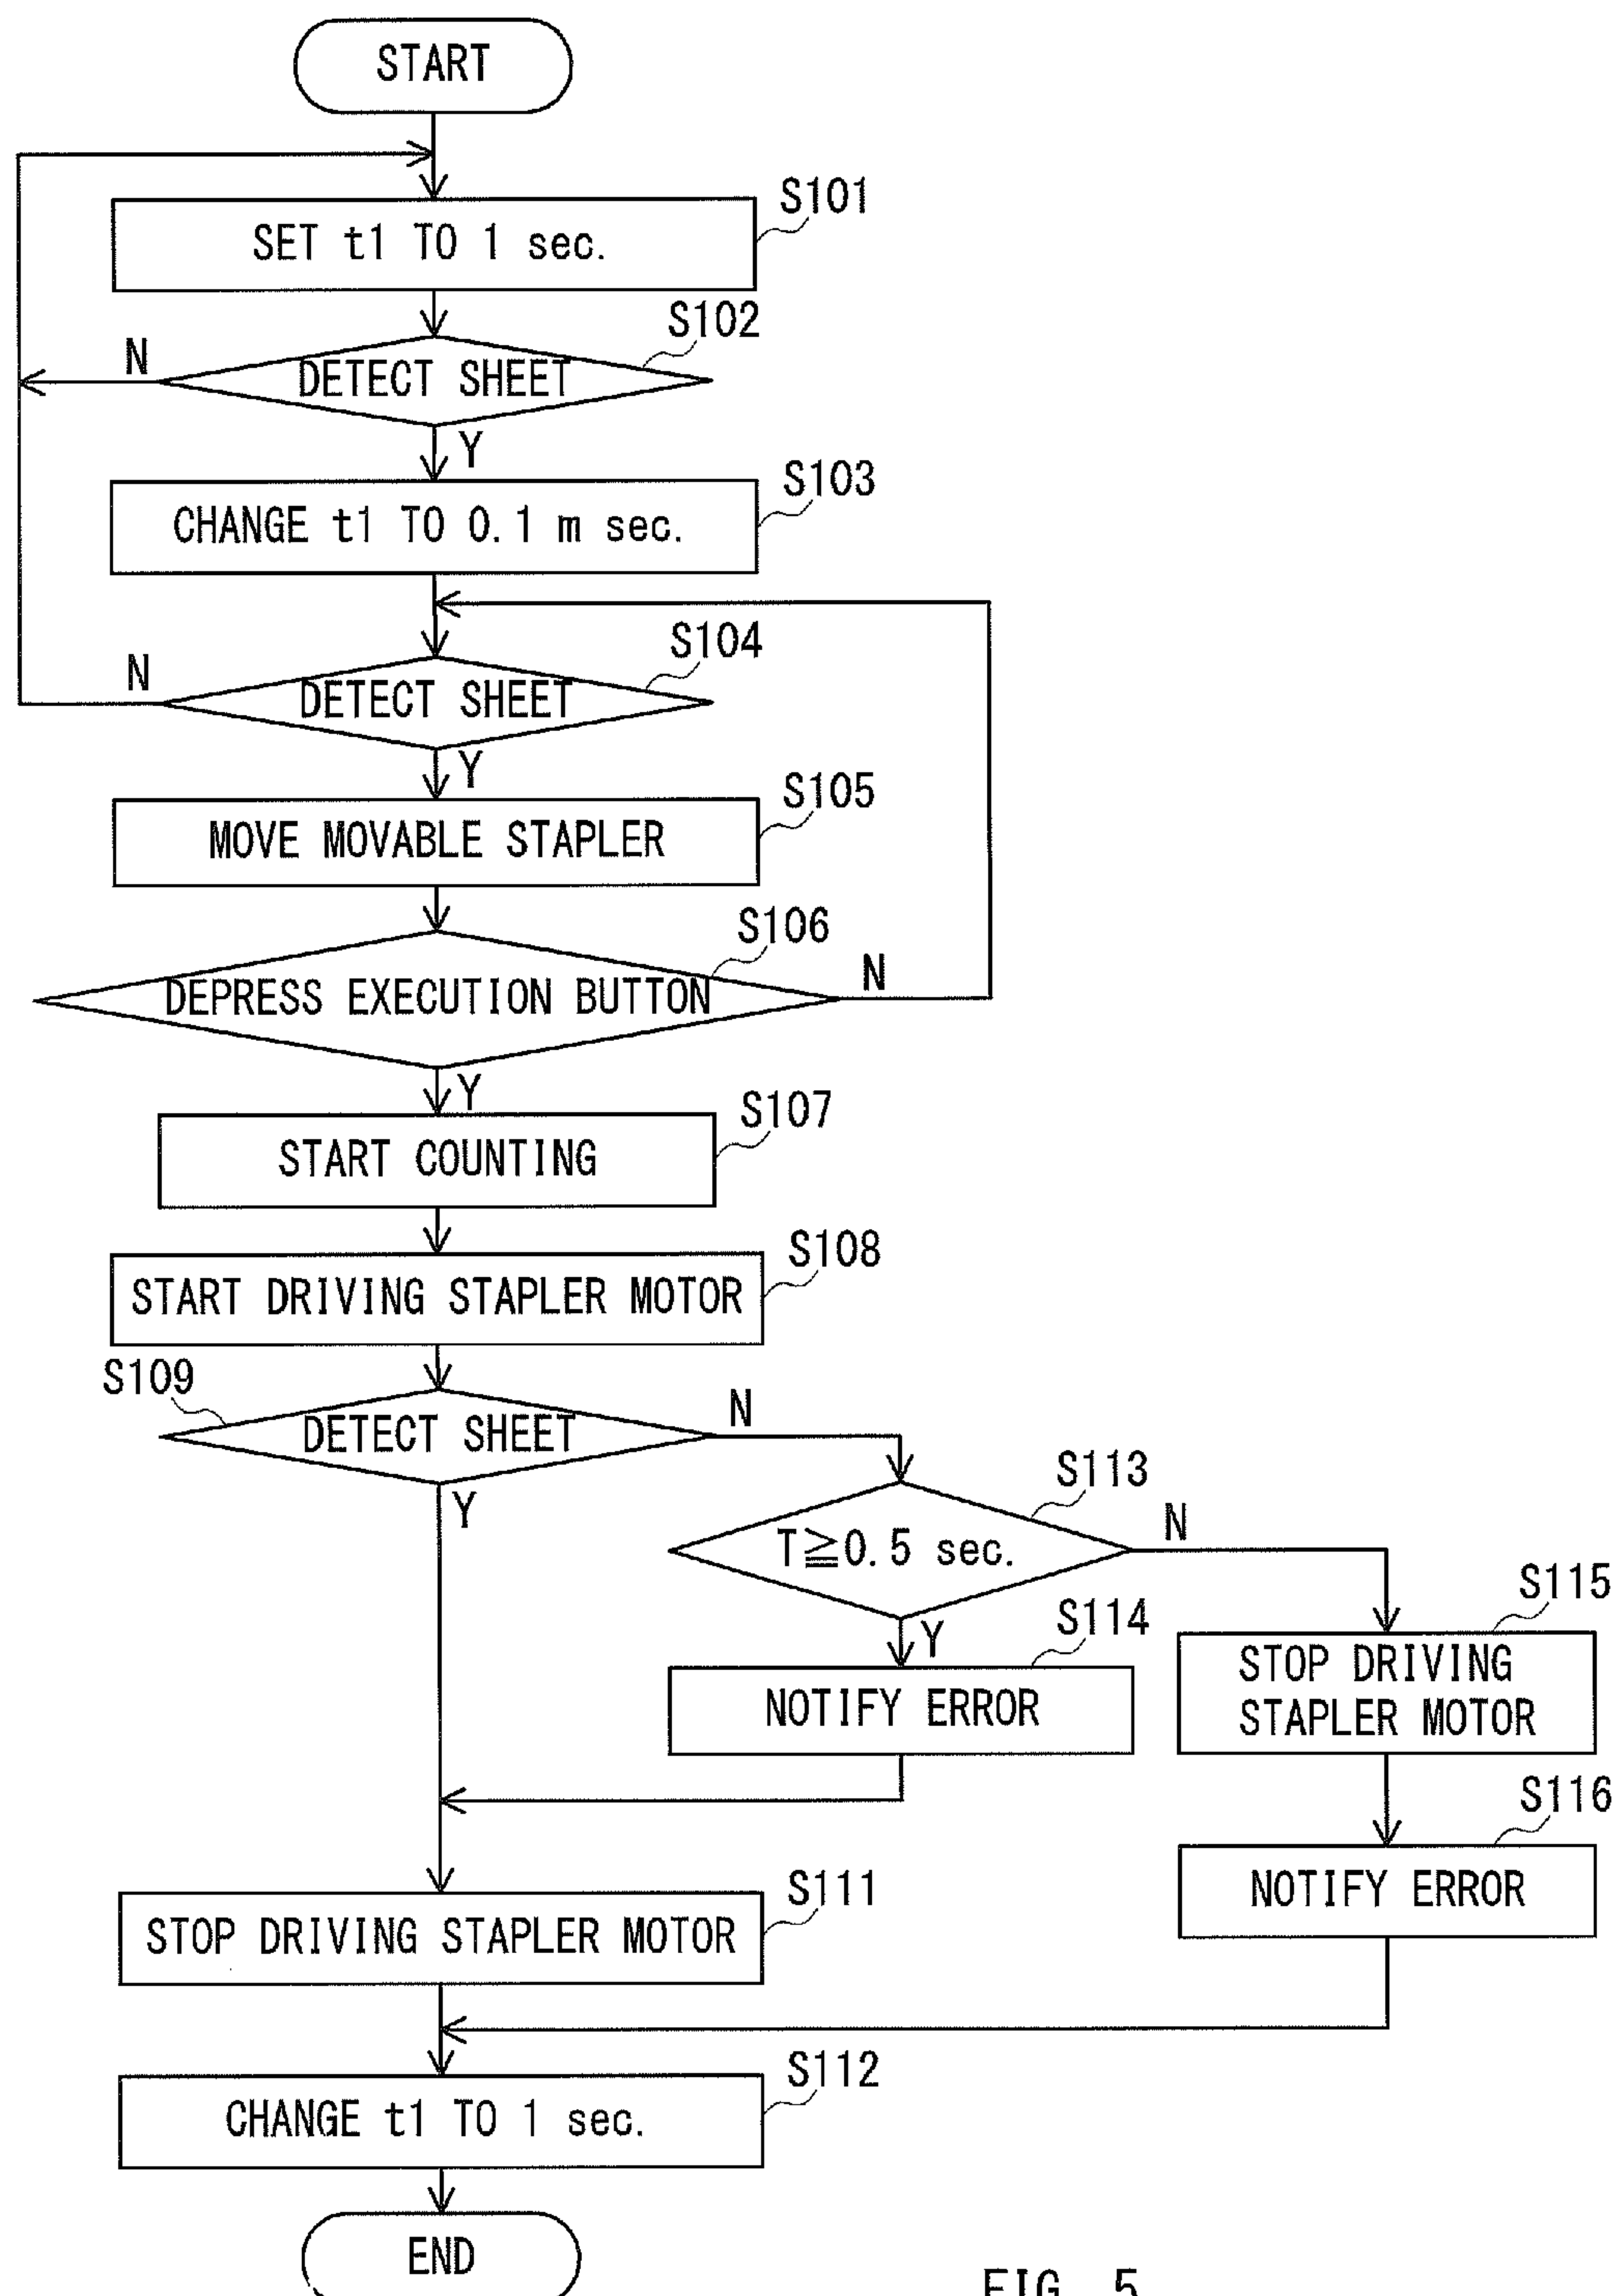 START
S101
SET t1 TO 1 sec.
S102
N
DETECT SHEET
Y
S103
CHANGE t1 TO 0.1 m sec.
S104
N
DETECT SHEET
Y
S105
MOVE MOVABLE STAPLER
S106
DEPRESS EXECUTION BUTTON
N
Y
S107
START COUNTING
S108
START DRIVING STAPLER MOTOR
S109
DETECT SHEET
N
Y
S113
T≧0.5 sec.
N
Y
S114
NOTIFY ERROR
S115
STOP DRIVING
STAPLER MOTOR
S116
NOTIFY ERROR
S111
STOP DRIVING STAPLER MOTOR
S112
CHANGE t1 TO 1 sec.
END
FIG. 5